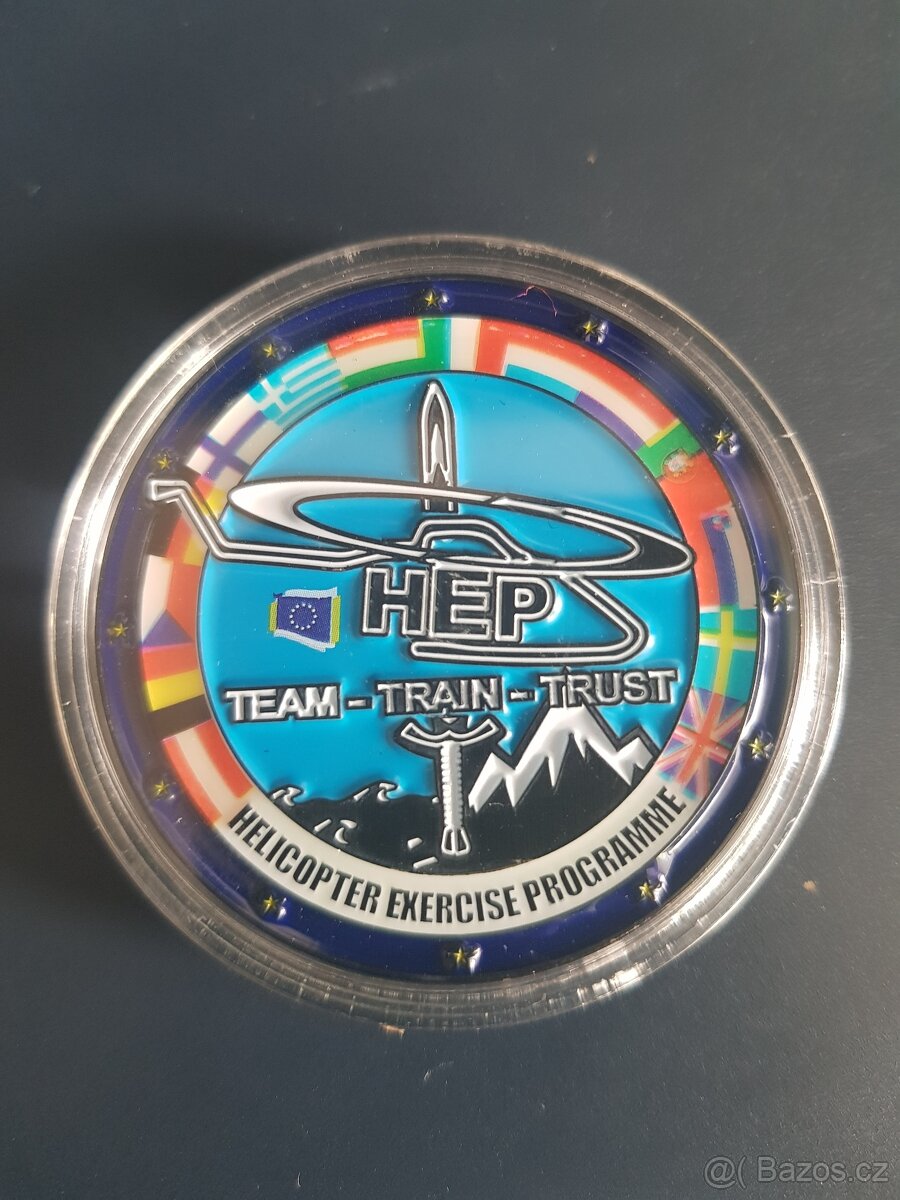 HEP
TEAM - TRAIN - TRUST
HELICOPTER EXERCISE PROGRAMME
@( Bazos.cz